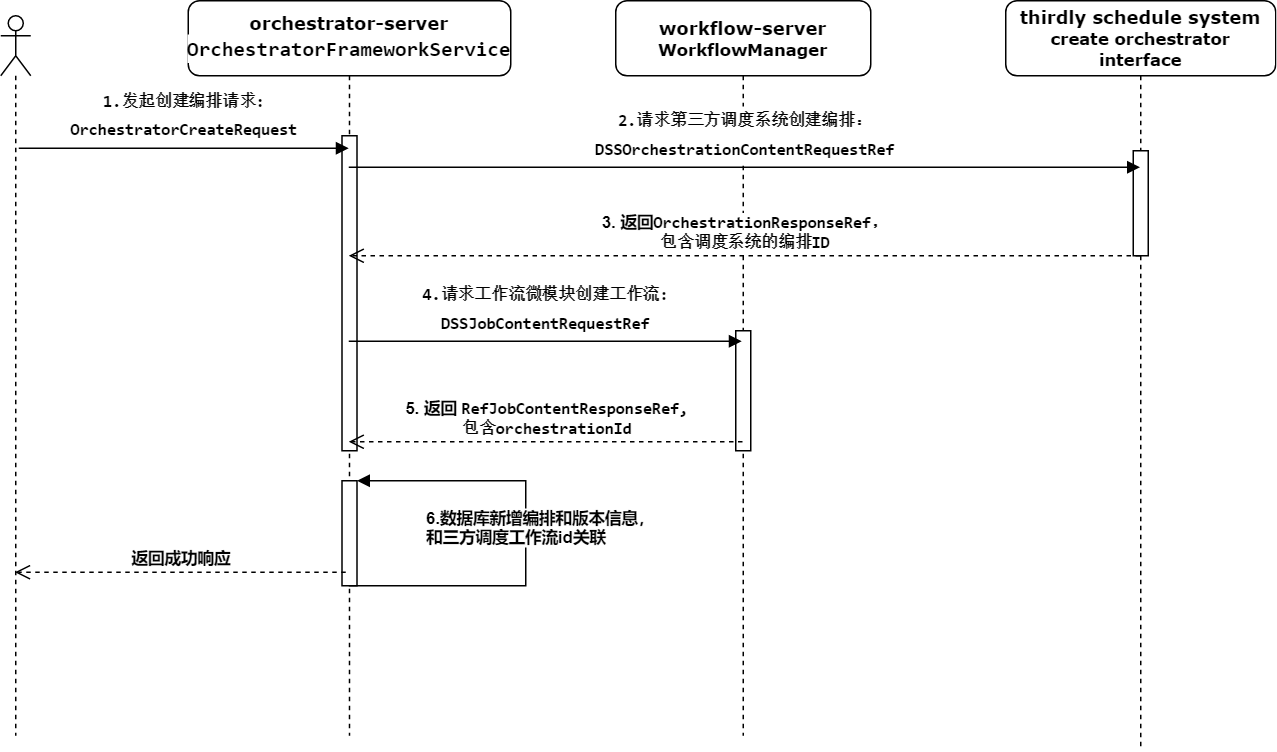 orchestrator-server
OrchestratorFrameworkService
workflow-server
WorkflowManager
thirdly schedule system
create orchestrator
interface
1.发起创建编排请求:
OrchestratorCreateRequest
2.请求第三方调度系统创建编排:
DSSOrchestrationContentRequestRef
3. 返回OrchestrationResponseRef,
包含调度系统的编排ID
4.请求工作流微模块创建工作流:
DSSJobContentRequestRef
5. 返回 RefJobContentResponseRef,
包含orchestrationId
6.数据库新增编排和版本信息,
和三方调度工作流id关联
返回成功响应